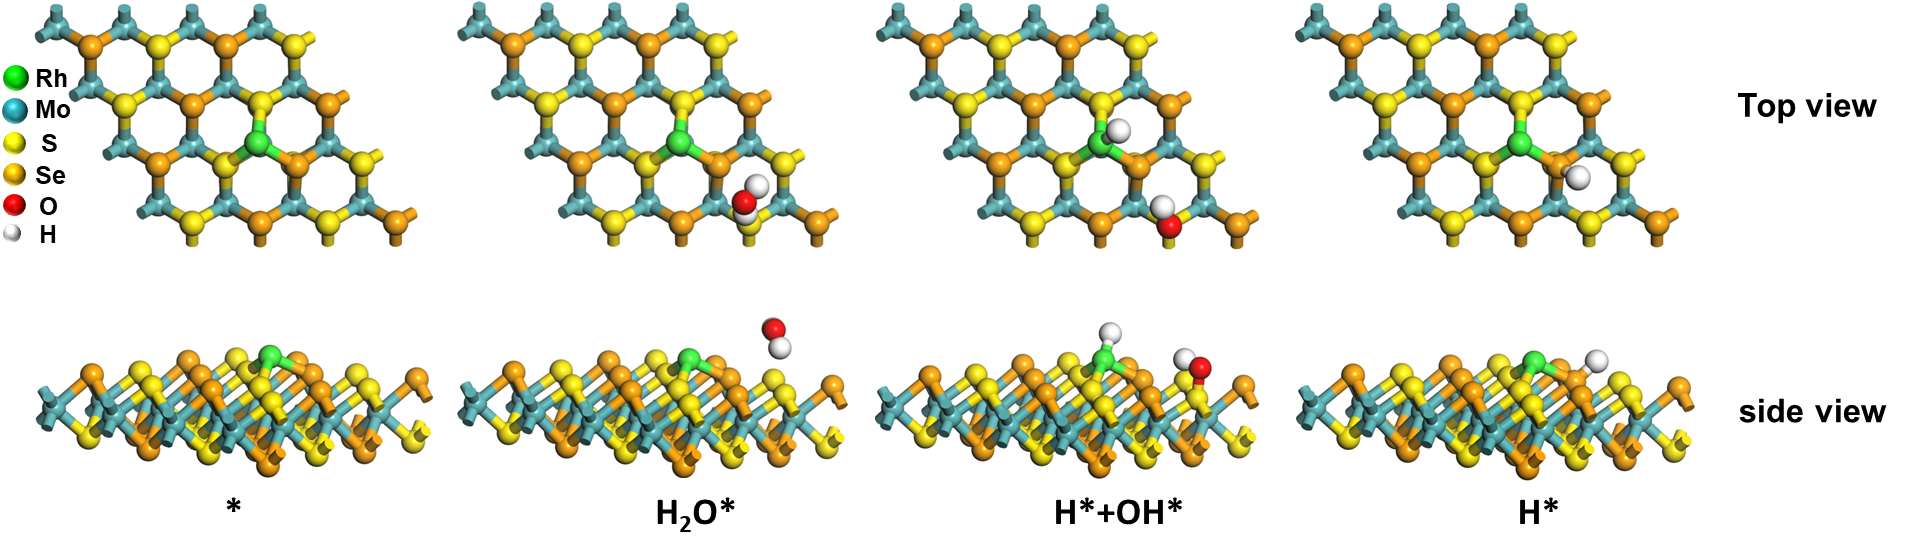 Rh
Mo
S
Se
O
H
Top view
side view
*
H₂O*
H*+OH*
H*